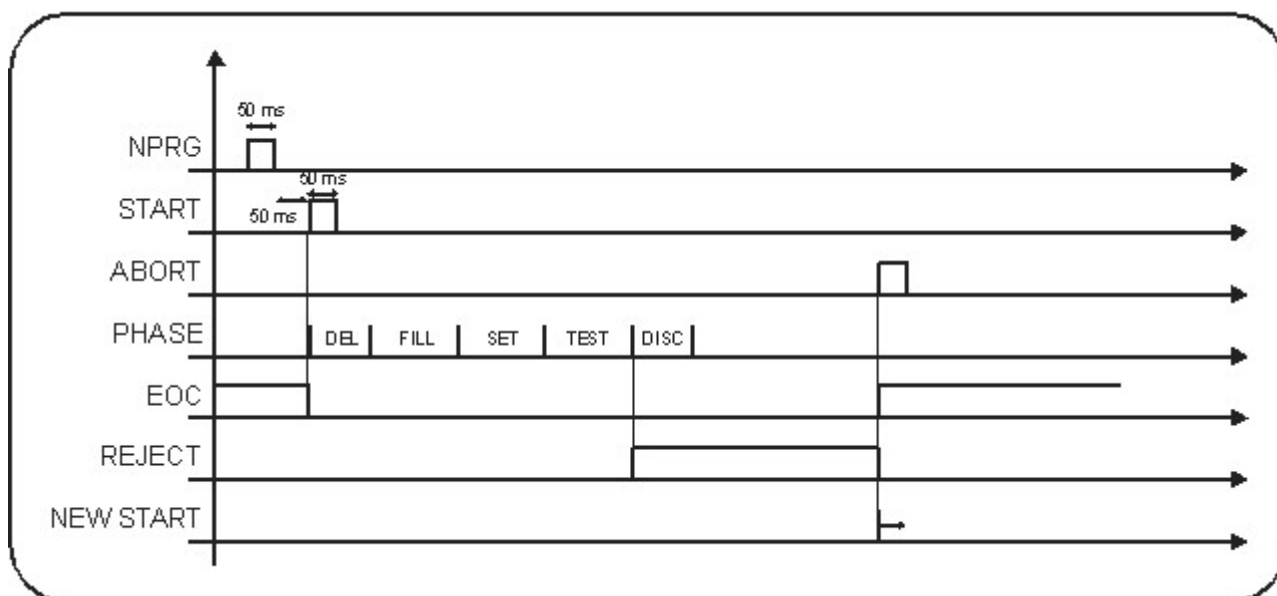 50 ms
NPRG
50 ms
START
50 ms
ABORT
PHASE DEL FILL SET TEST DISC
EOC
REJECT
NEW START